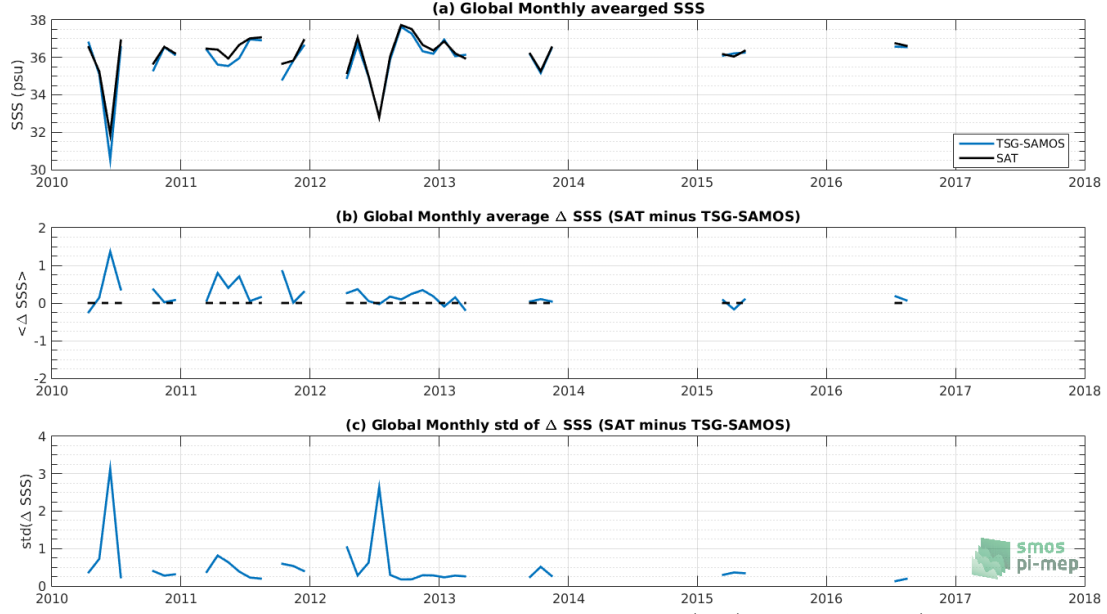 (a) Global Monthly avearged SSS
38
36
34
32
30
SSS (psu)
TSG-SAMOS
SAT
2010 2011 2012 2013 2014 2015 2016 2017 2018
(b) Global Monthly average Δ SSS (SAT minus TSG-SAMOS)
2
1
0
-1
-2
<Δ SSS>
2010 2011 2012 2013 2014 2015 2016 2017 2018
(c) Global Monthly std of Δ SSS (SAT minus TSG-SAMOS)
4
3
2
1
0
std(Δ SSS)
smos
pi-mep
2010 2011 2012 2013 2014 2015 2016 2017 2018